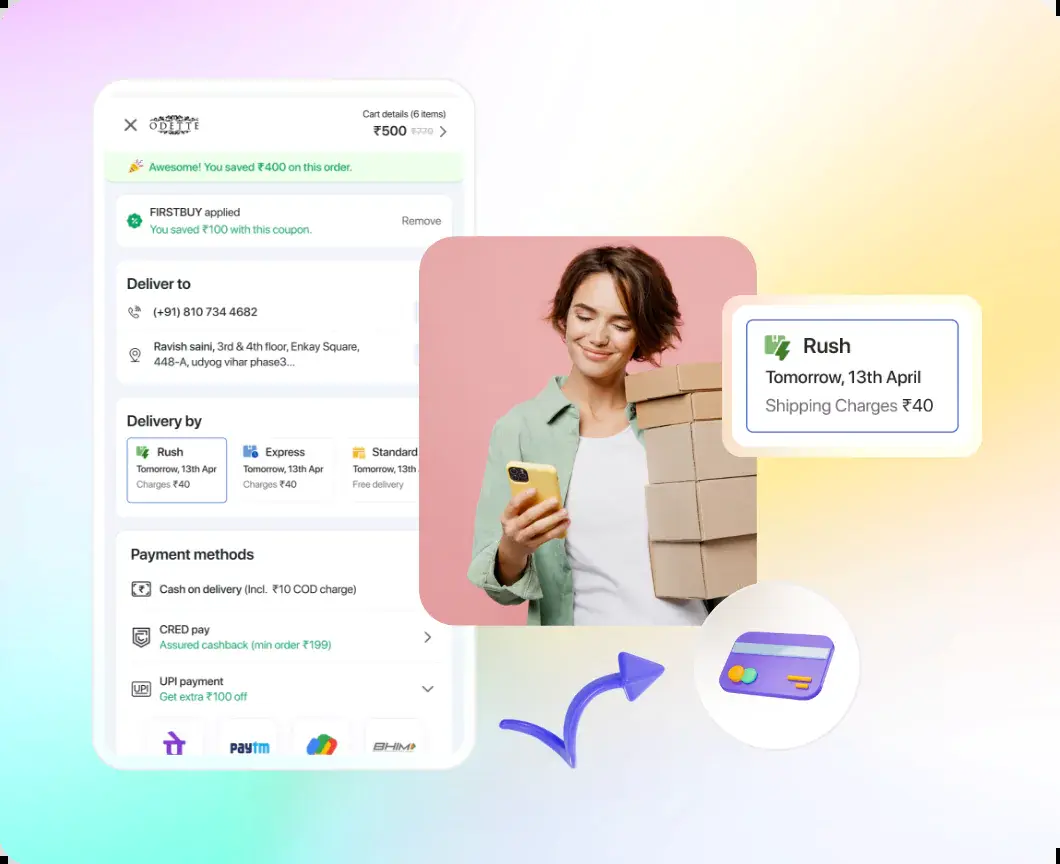 ODETTE
Cart details (6 items)
₹500 ₹770
Awesome! You saved ₹400 on this order.
FIRSTBUY applied
You saved ₹100 with this coupon.
Remove
Deliver to
(+91) 810 734 4682
Ravish saini, 3rd & 4th floor, Enkay Square,
448-A, udyog vihar phase3...
Delivery by
Rush
Tomorrow, 13th Apr
Charges ₹40
Express
Tomorrow, 13th Apr
Charges ₹40
Standard
Tomorrow, 13th
Free delivery
Payment methods
Cash on delivery (Incl. ₹10 COD charge)
CRED pay
Assured cashback (min order ₹199)
UPI
UPI payment
Get extra ₹100 off
paytm
BHIM
Rush
Tomorrow, 13th April
Shipping Charges ₹40